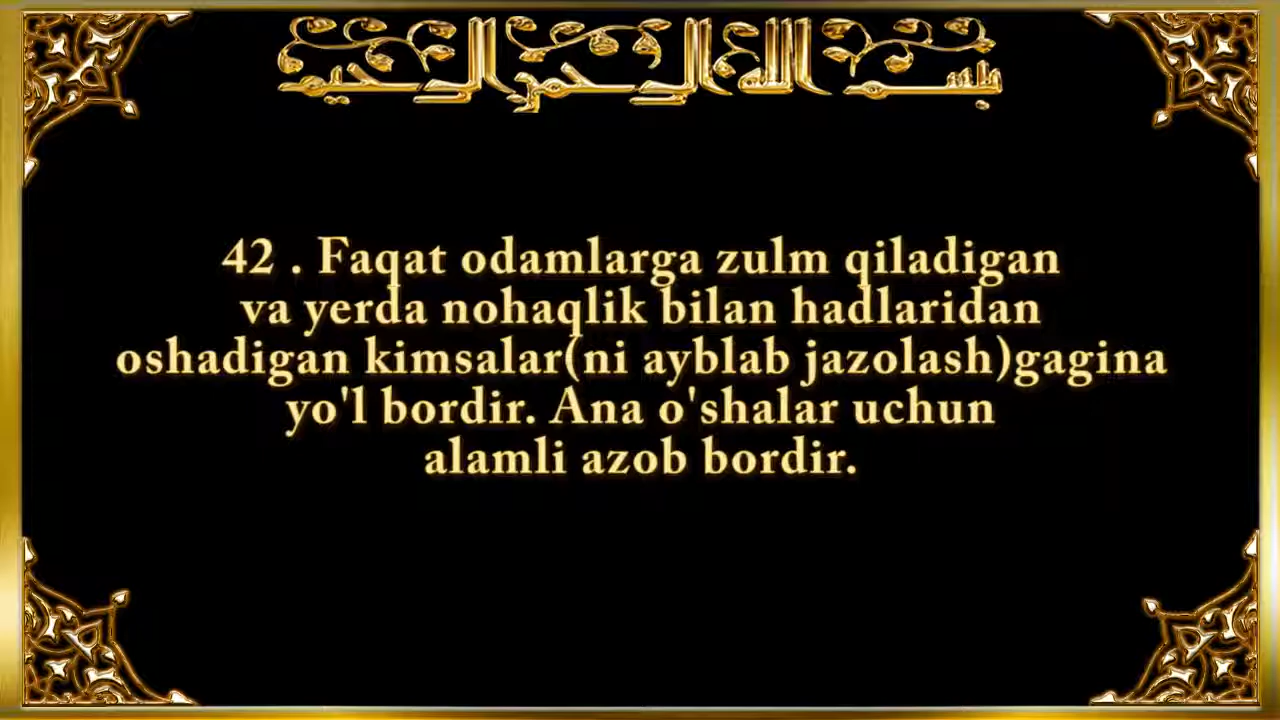 بسم الله الرحمن الرحيم
42 . Faqat odamlarga zulm qiladigan
va yerda nohaqlik bilan hadlaridan
oshadigan kimsalar(ni ayblab jazolash)gagina
yo'l bordir. Ana o'shalar uchun
alamli azob bordir.